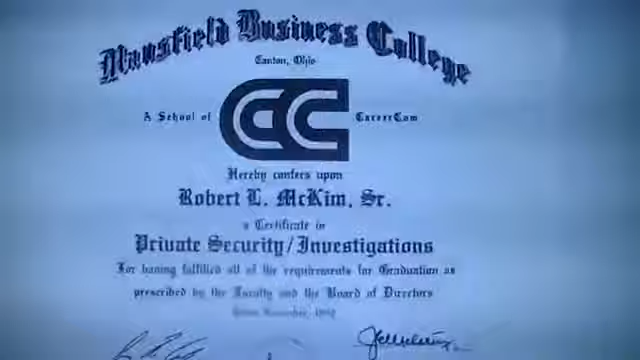 Mansfield Business College
Canton, Ohio
A School of CC CareerCom
Hereby confers upon
Robert L. McKim, Sr.
a Certificate in
Private Security/Investigations
For having fulfilled all of the requirements for Graduation as
prescribed by the Faculty and the Board of Directors